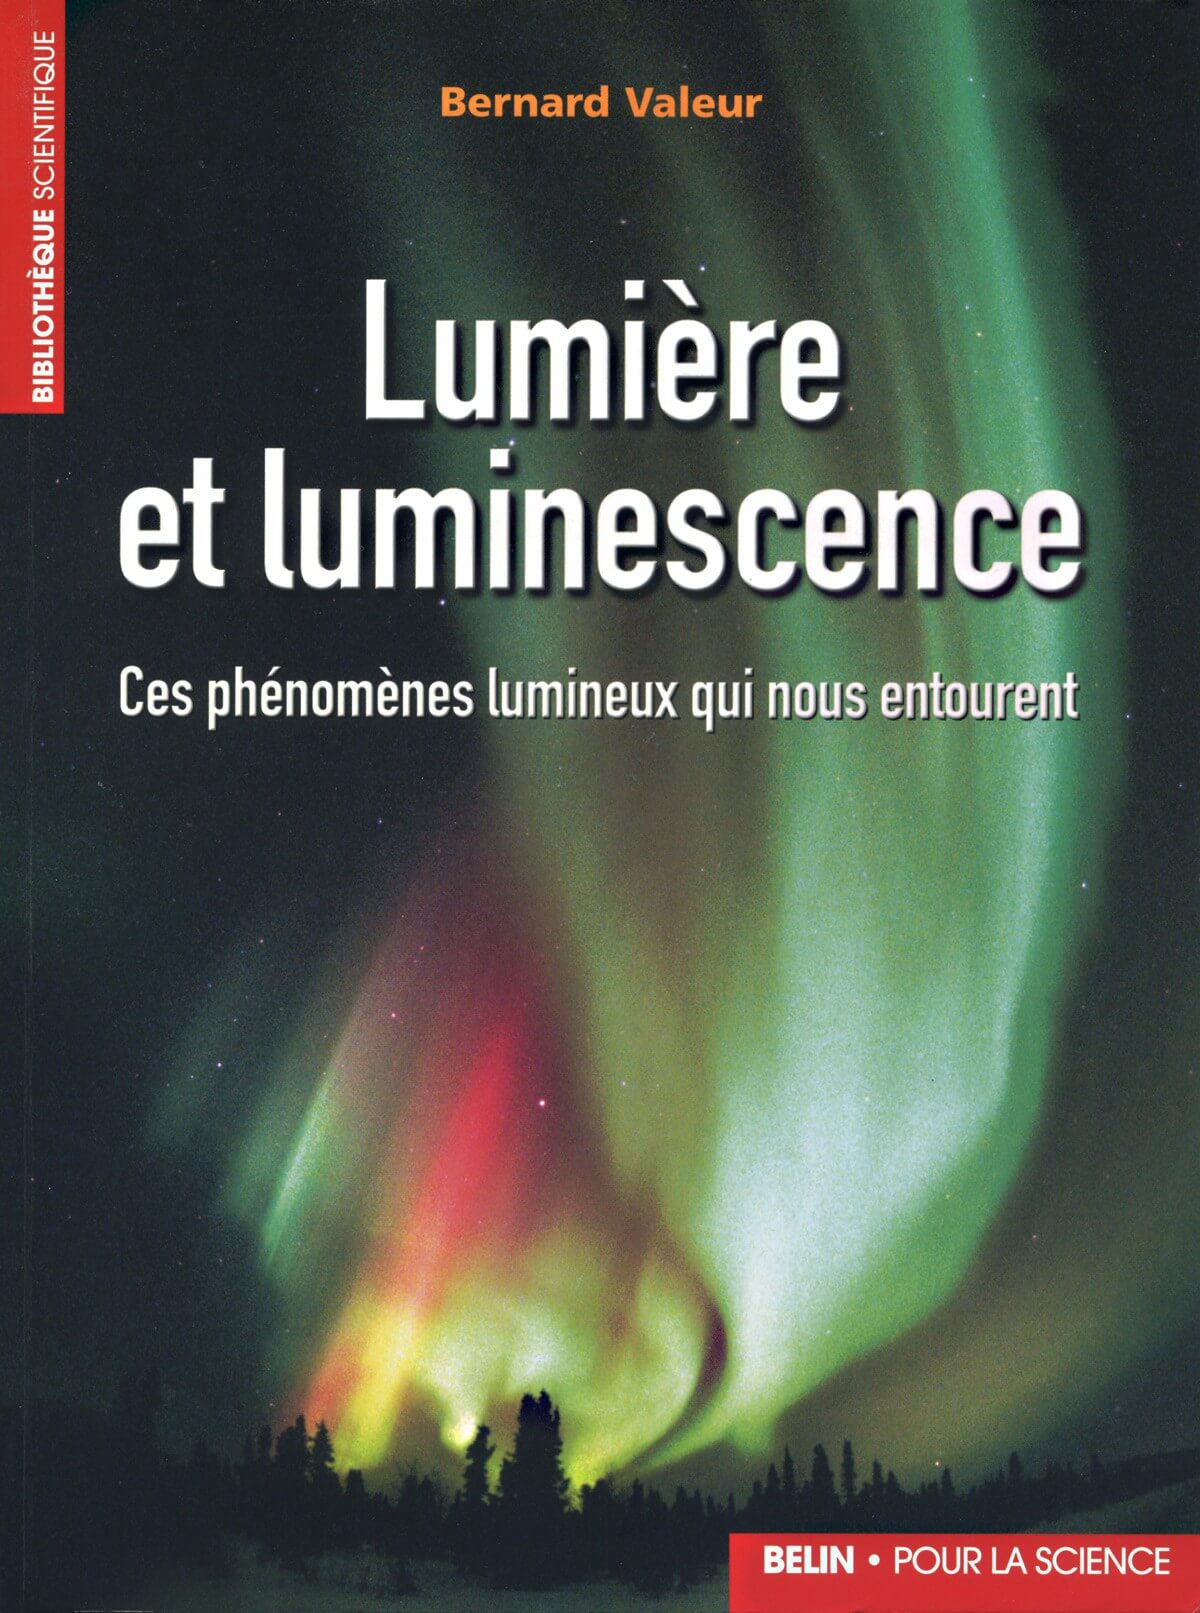 BIBLIOTHÈQUE SCIENTIFIQUE
Bernard Valeur
Lumière
et luminescence
Ces phénomènes lumineux qui nous entourent
BELIN • POUR LA SCIENCE